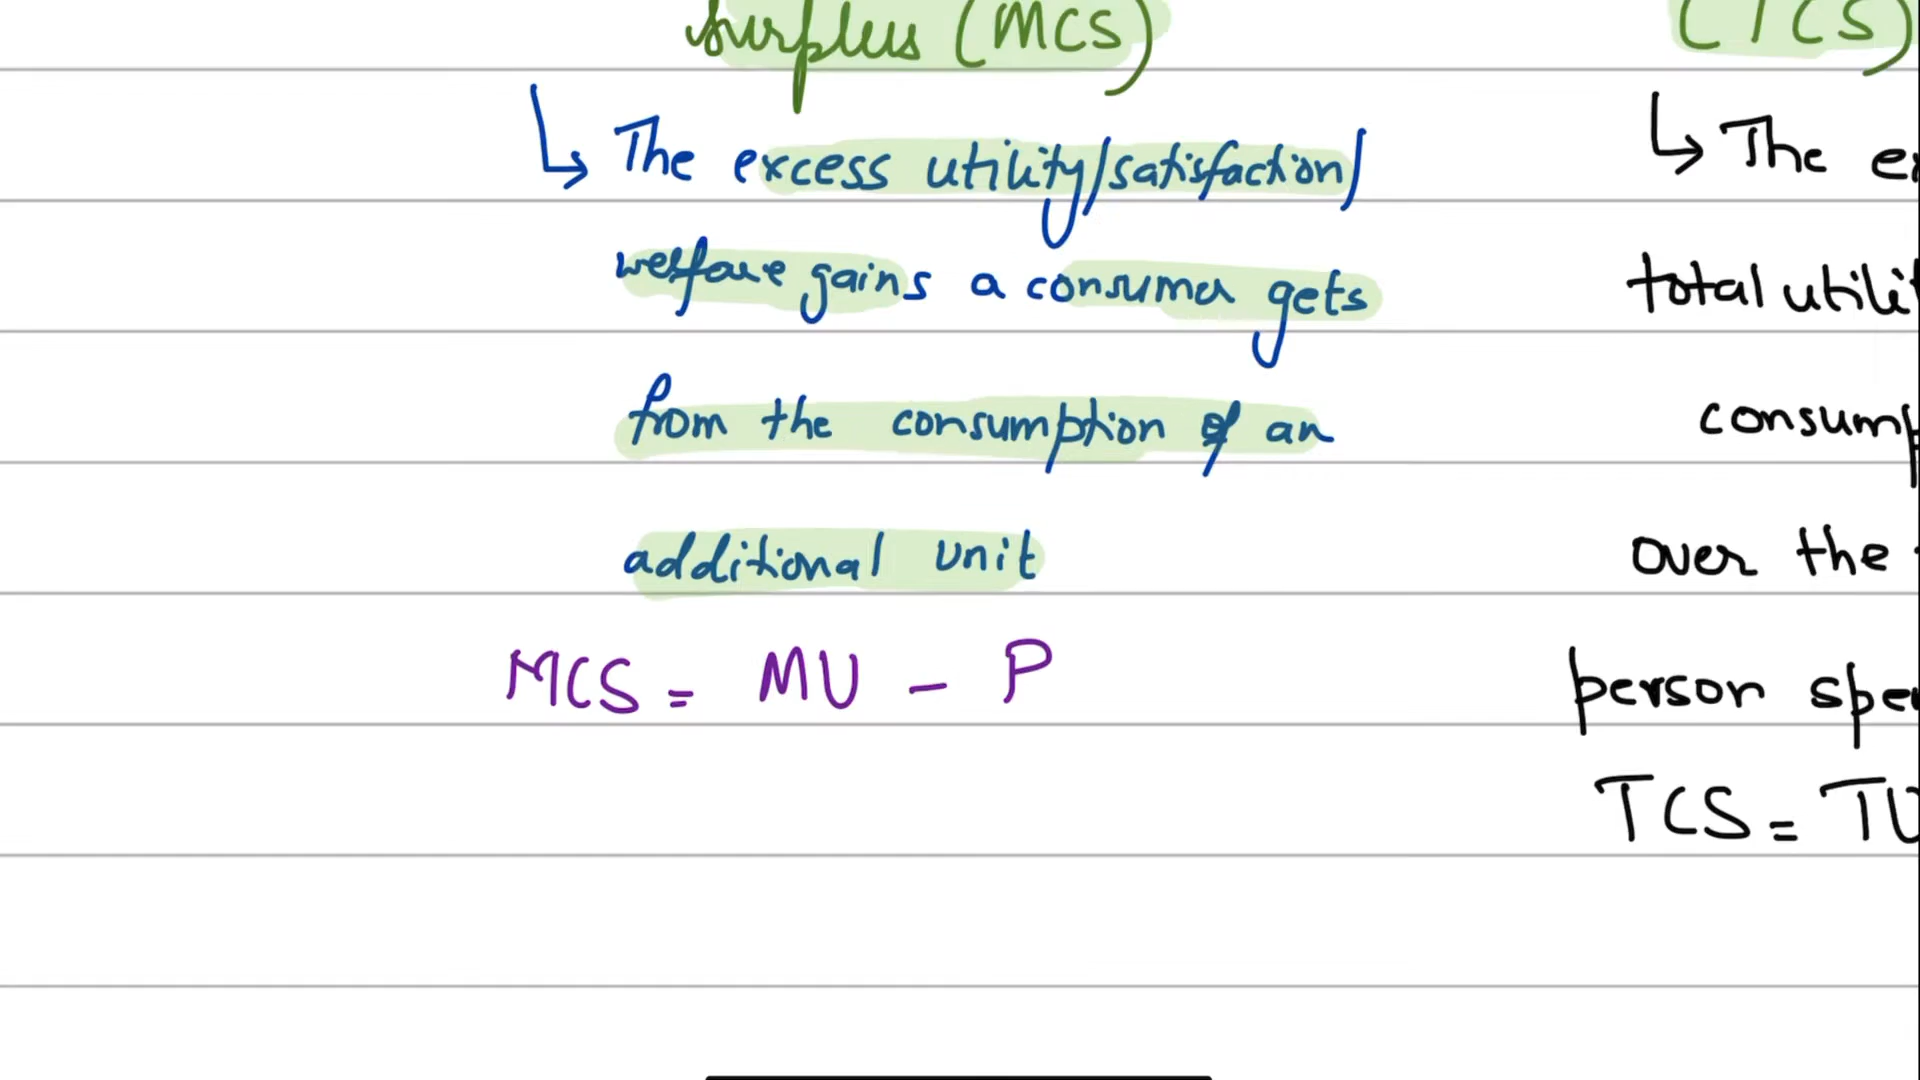 surplus (MCS)
↳ The excess utility/satisfaction/
welfare gains a consumer gets
from the consumption of an
additional unit
MCS = MU - P
(TCS)
↳ The e
total utili
consump
over the
person spe
TCS = TU